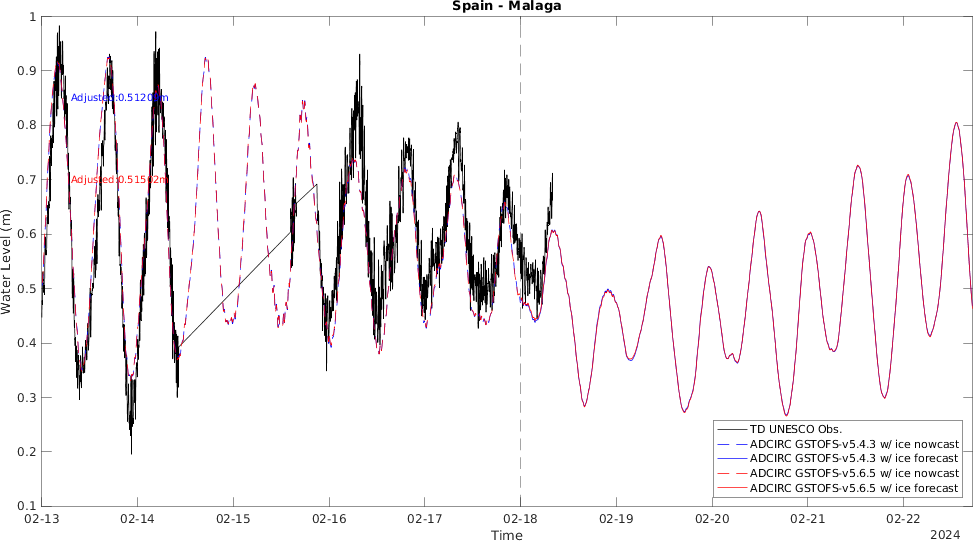 Spain - Malaga
1
0.9
0.8
0.7
0.6
0.5
0.4
0.3
0.2
0.1
Water Level (m)
Adjusted:0.51502m
TD UNESCO Obs.
ADCIRC GSTOFS-v5.4.3 w/ ice nowcast
ADCIRC GSTOFS-v5.4.3 w/ ice forecast
ADCIRC GSTOFS-v5.6.5 w/ ice nowcast
ADCIRC GSTOFS-v5.6.5 w/ ice forecast
02-13 02-14 02-15 02-16 02-17 02-18 02-19 02-20 02-21 02-22
Time
2024